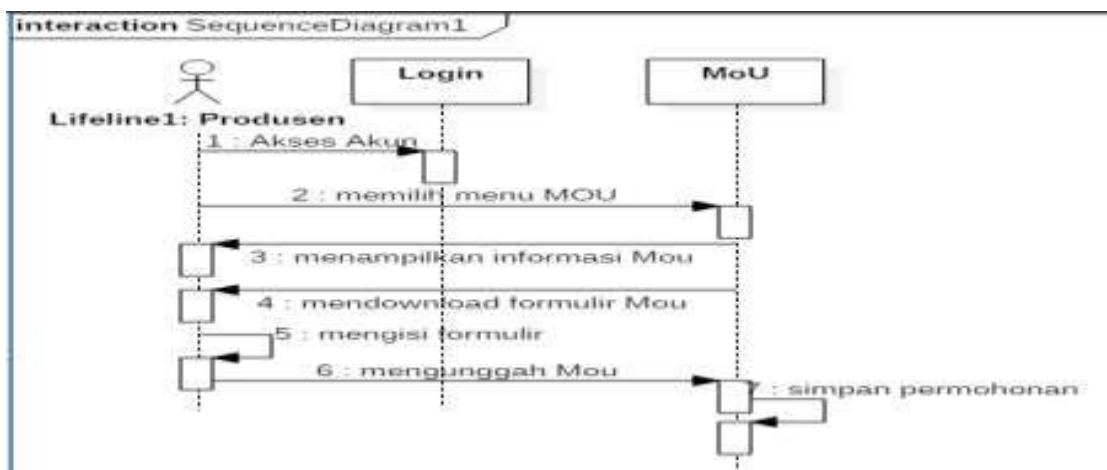 interaction SequenceDiagram1
Login
MoU
Lifeline1: Produsen
1 : Akses Akun
2 : memilih menu MOU
3 : menampilkan informasi Mou
4 : mendownload formulir Mou
5 : mengisi formulir
6 : mengunggah Mou
7 : simpan permohonan